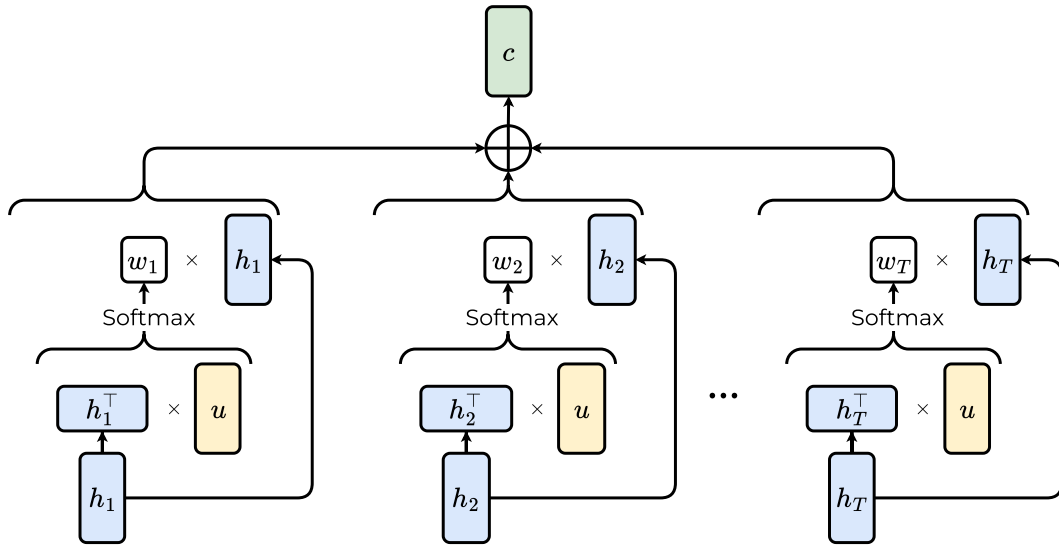 c
w₁ × h₁ w₂ × h₂ w_T × h_T
Softmax Softmax Softmax
h₁^⊤ × u h₂^⊤ × u ... h_T^⊤ × u
h₁ h₂ h_T